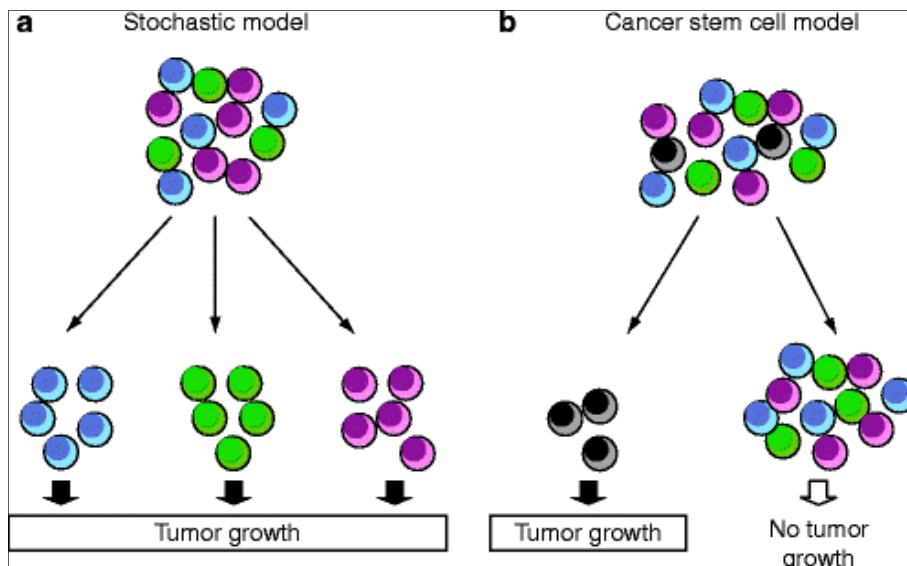 a Stochastic model
b Cancer stem cell model
Tumor growth
Tumor growth
No tumor
growth